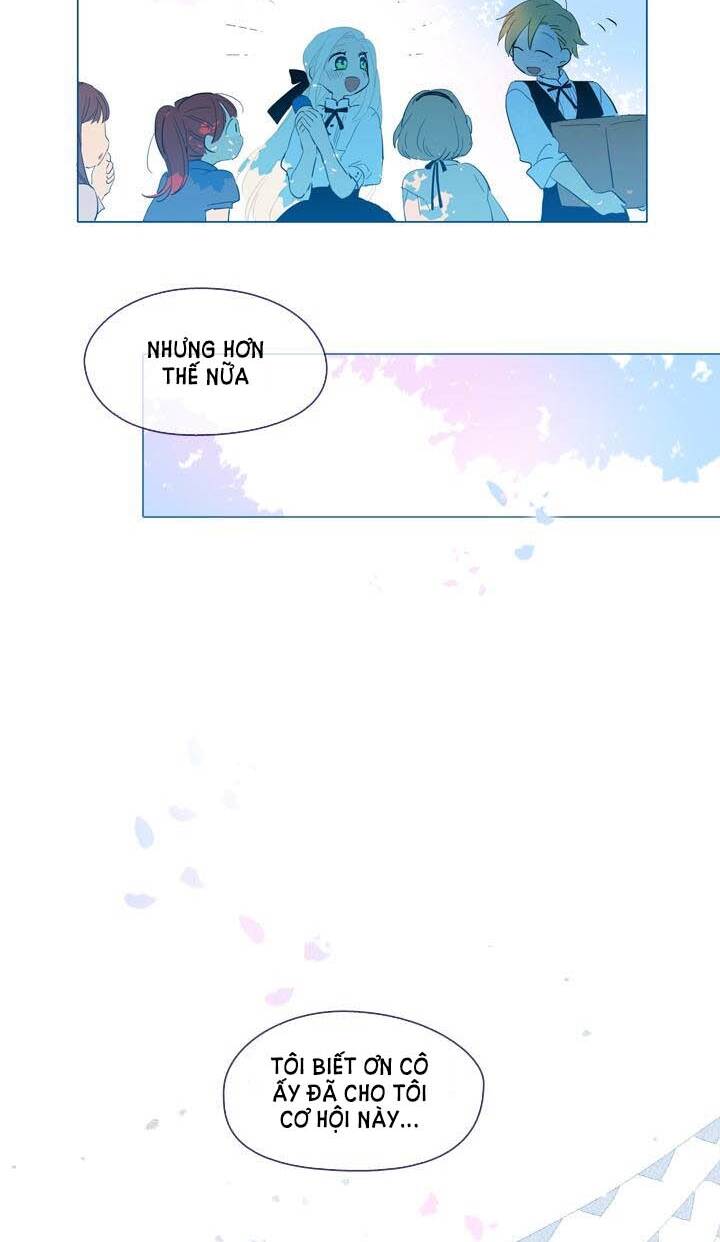 NHƯNG HƠN
THẾ NỮA
TÔI BIẾT ƠN CÔ
ẤY ĐÃ CHO TÔI
CƠ HỘI NÀY...